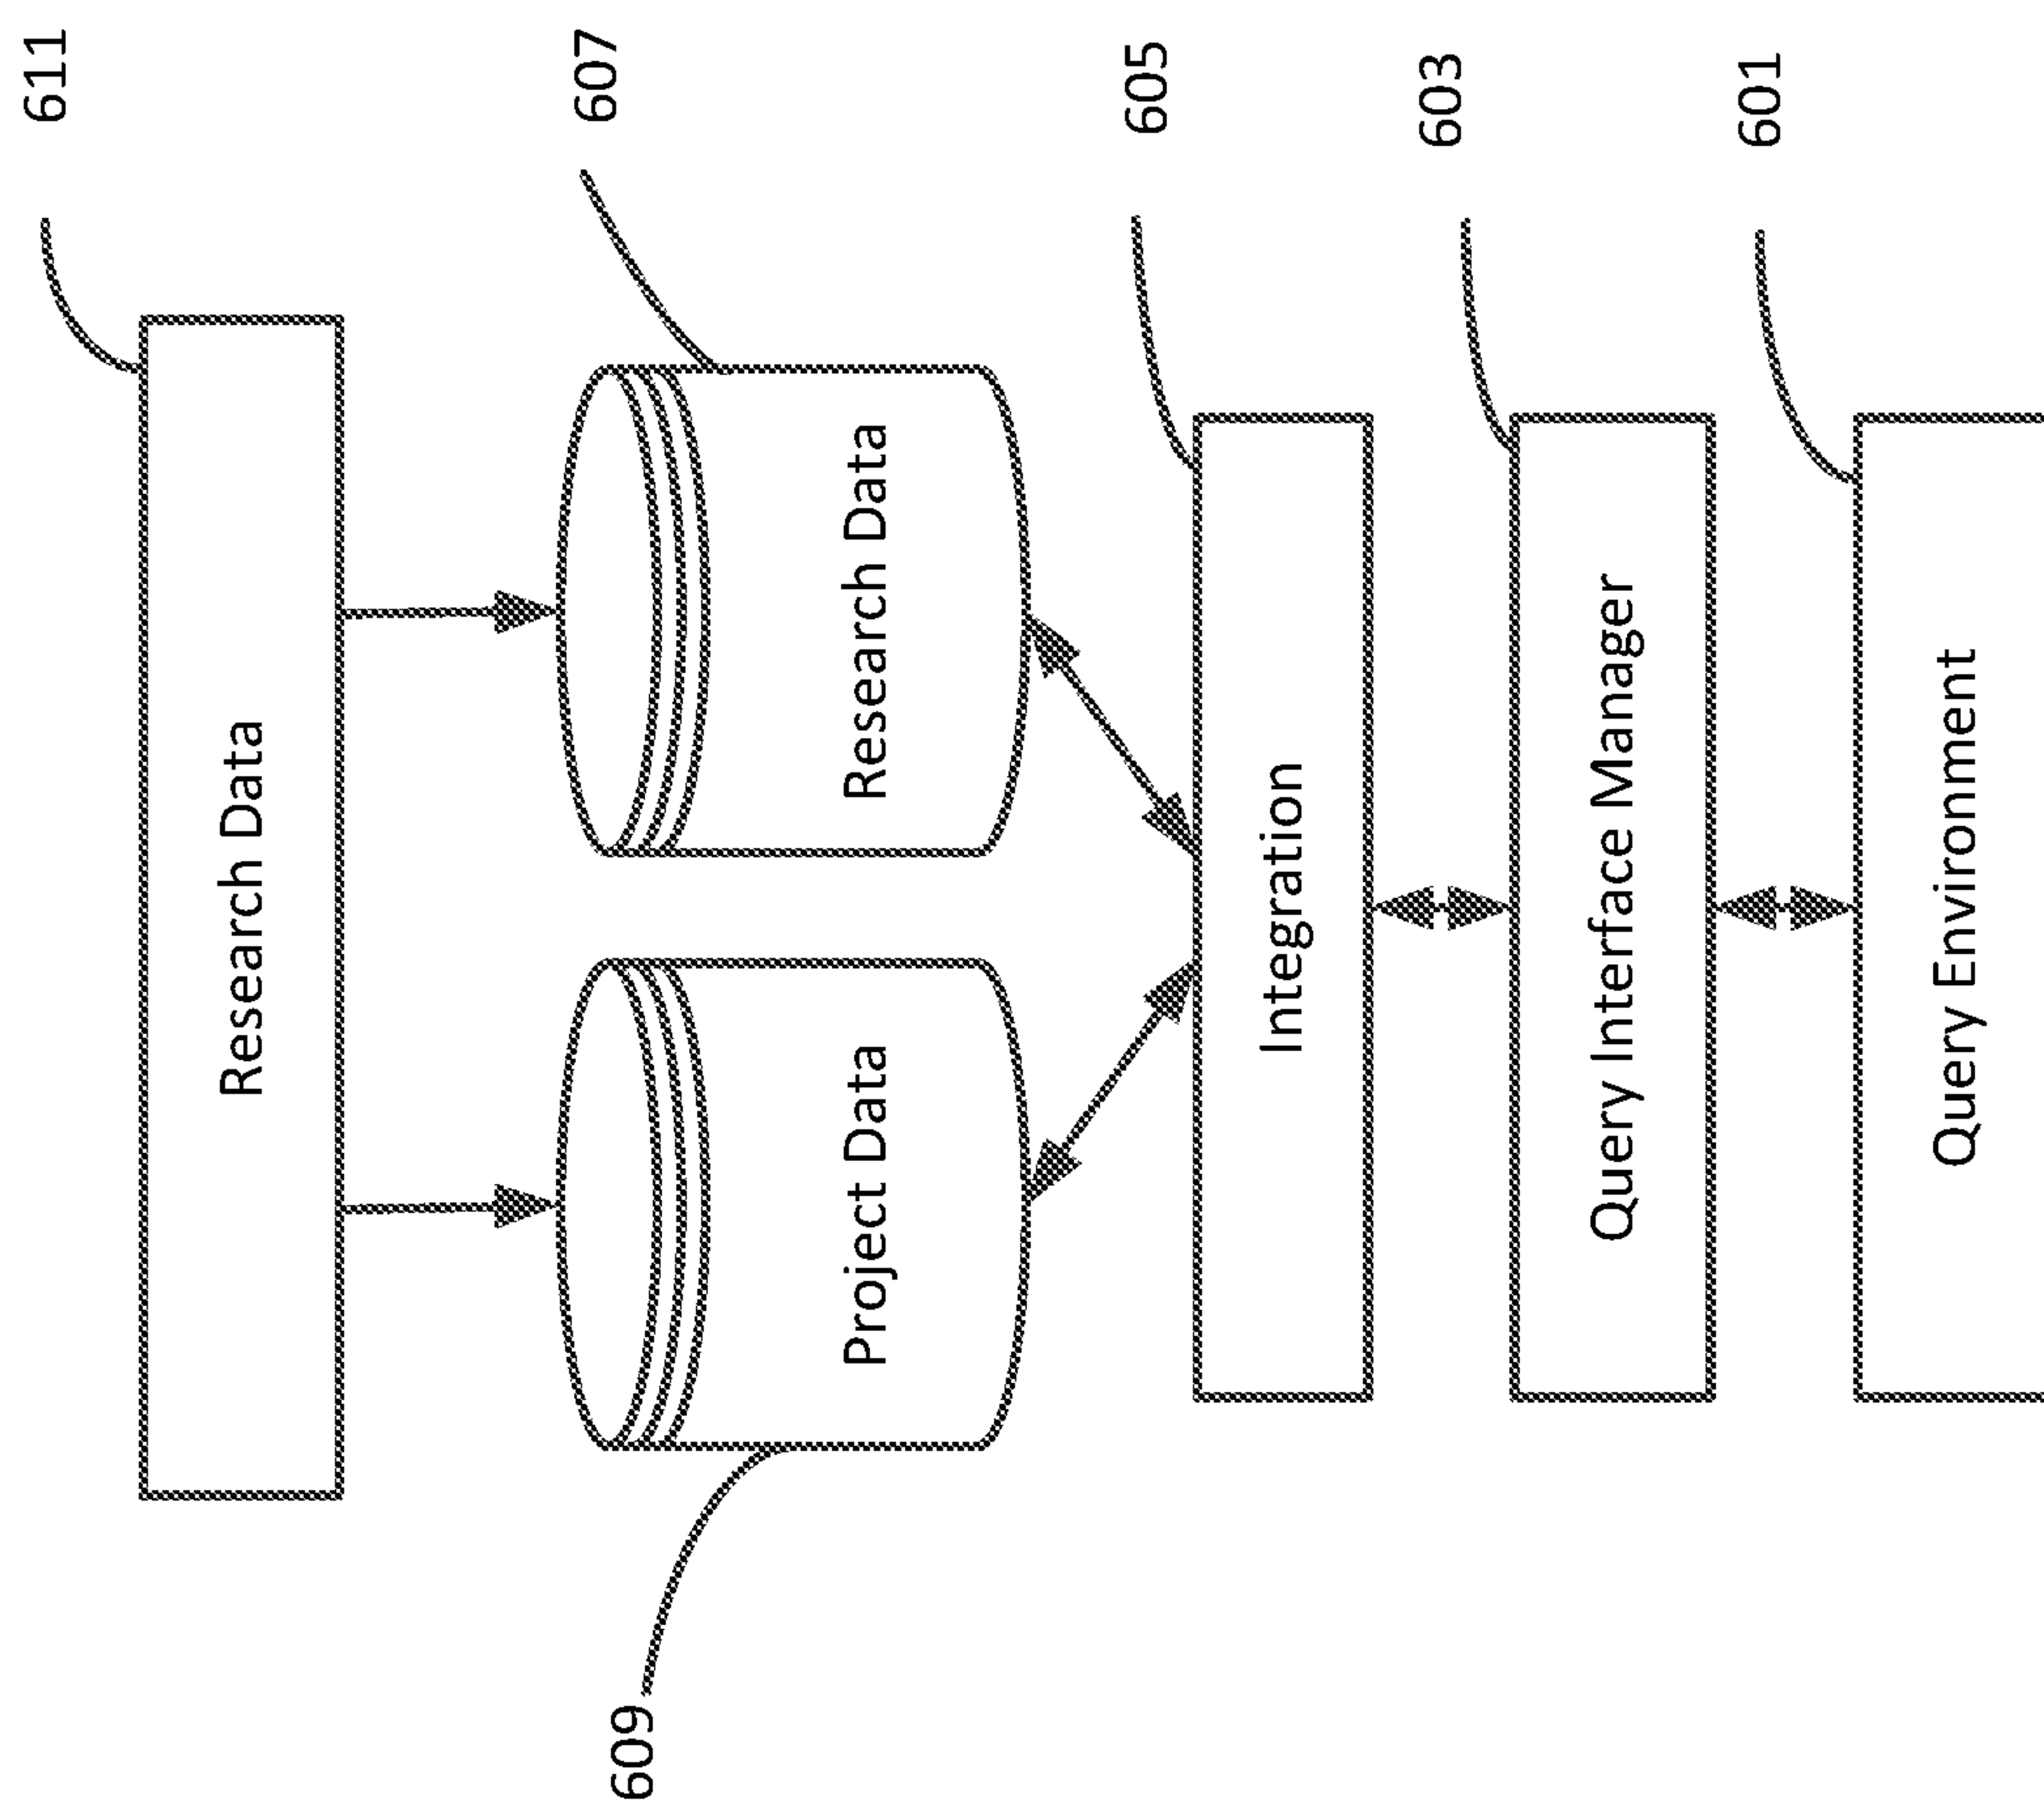 611
Research Data
607
Research Data
Project Data
609
605
Integration
603
Query Interface Manager
601
Query Environment